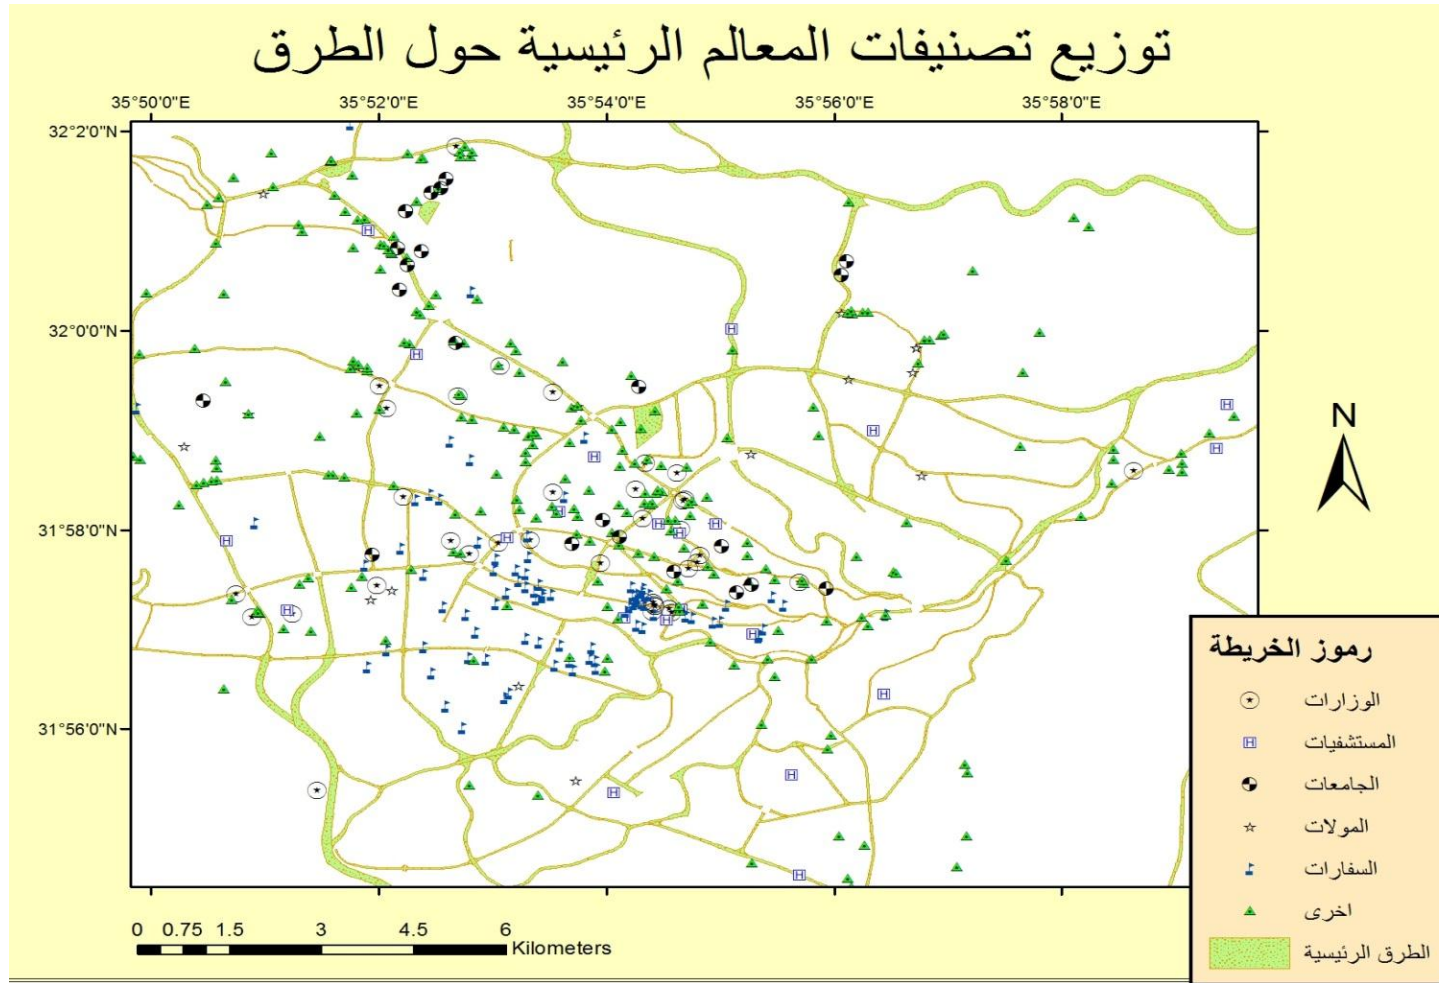 توزيع تصنيفات المعالم الرئيسية حول الطرق
35°50'0"E 35°52'0"E 35°54'0"E 35°56'0"E 35°58'0"E
32°2'0"N
32°0'0"N
31°58'0"N
31°56'0"N
N
رموز الخريطة
الوزارات
H المستشفيات
الجامعات
المولات
السفارات
اخرى
الطرق الرئيسية
0 0.75 1.5 3 4.5 6
Kilometers